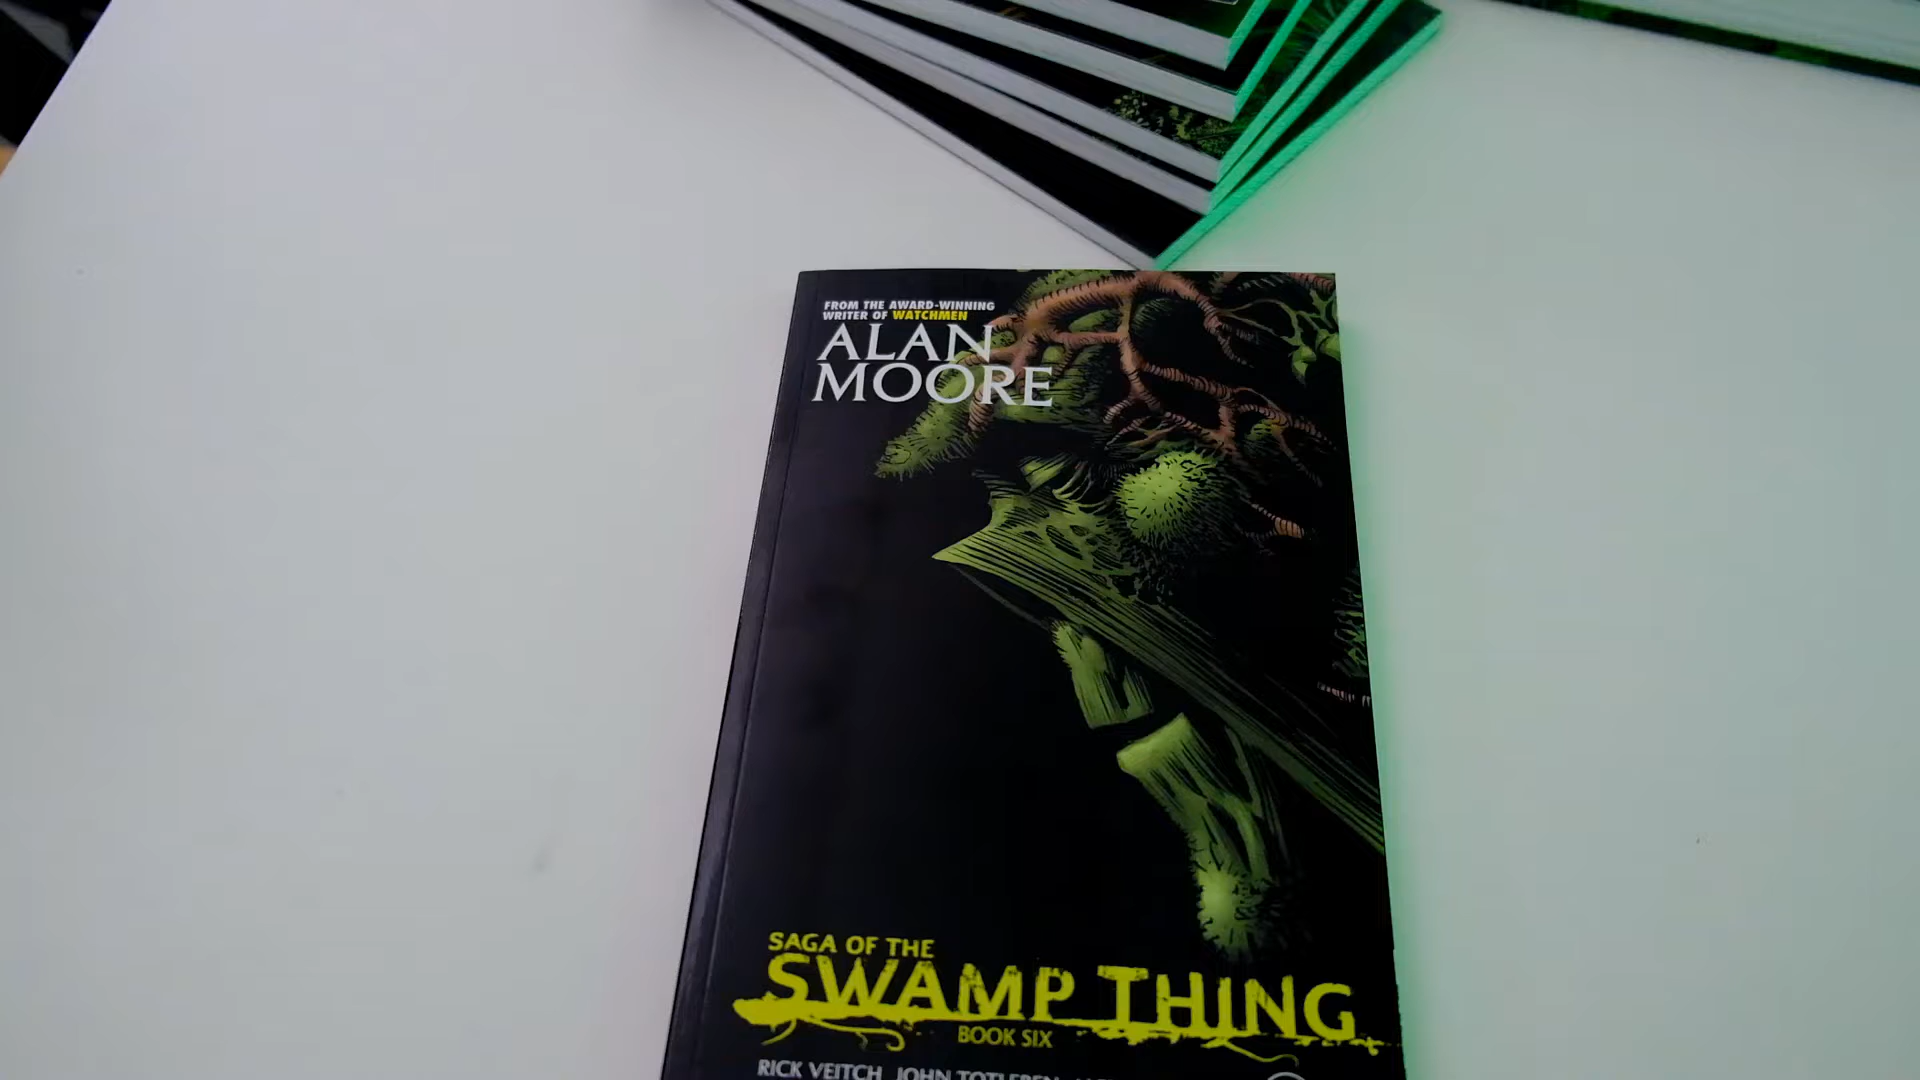 FROM THE AWARD-WINNING
WRITER OF WATCHMEN
ALAN
MOORE
SAGA OF THE
SWAMP THING
BOOK SIX
RICK VEITCH JOHN TOTLEBEN